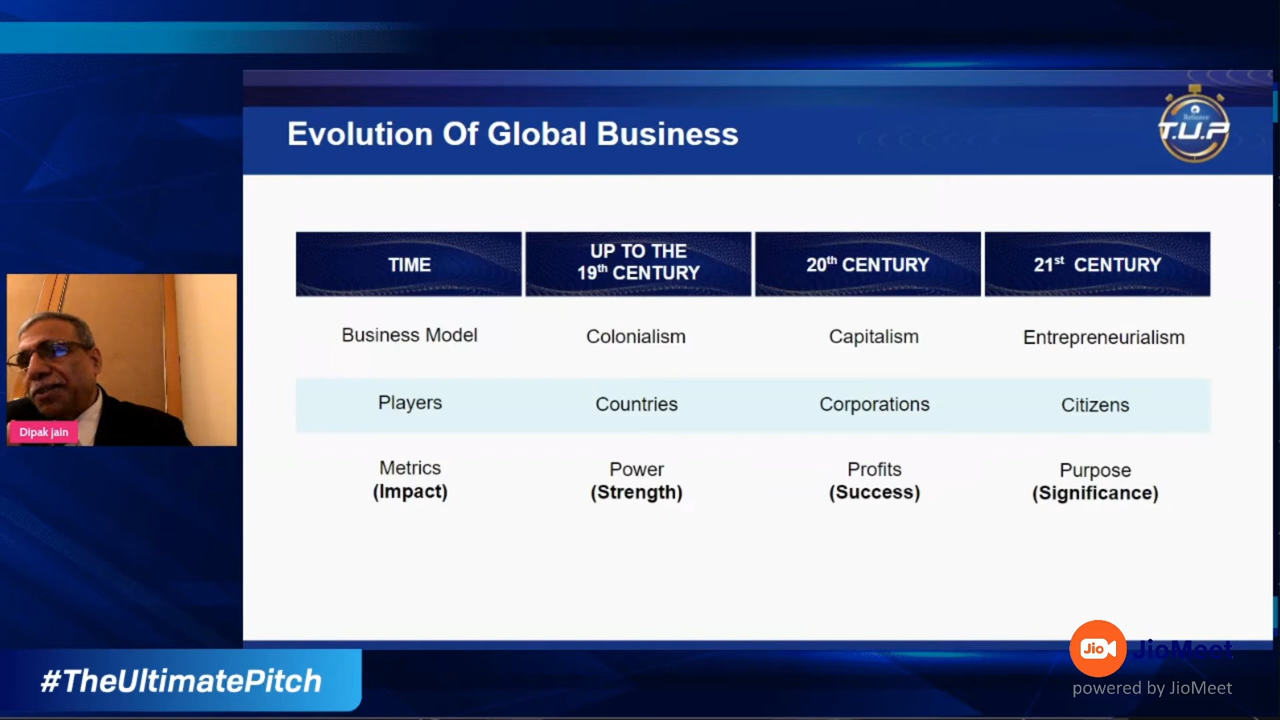 Evolution Of Global Business
Reliance
T.U.P
TIME
UP TO THE
19th CENTURY
20th CENTURY
21st CENTURY
Business Model
Colonialism
Capitalism
Entrepreneurialism
Players
Countries
Corporations
Citizens
Metrics
(Impact)
Power
(Strength)
Profits
(Success)
Purpose
(Significance)
Dipak jain
#TheUltimatePitch
Jio
JioMeet
powered by JioMeet